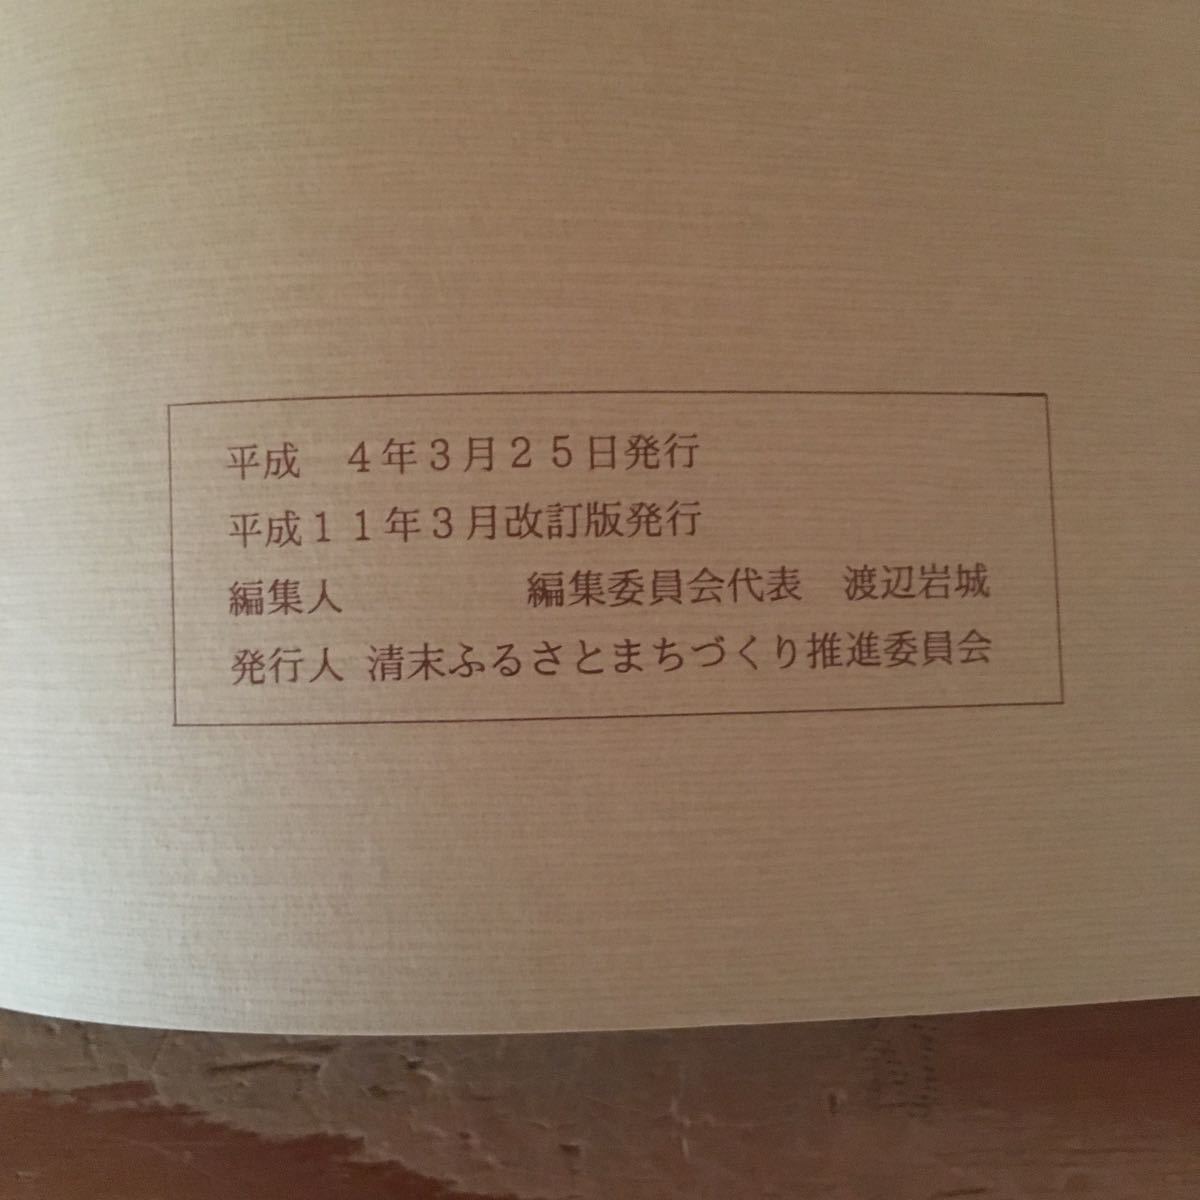 平成　４年３月２５日発行
平成１１年３月改訂版発行
編集人　　　　　編集委員会代表　渡辺岩城
発行人 清末ふるさとまちづくり推進委員会